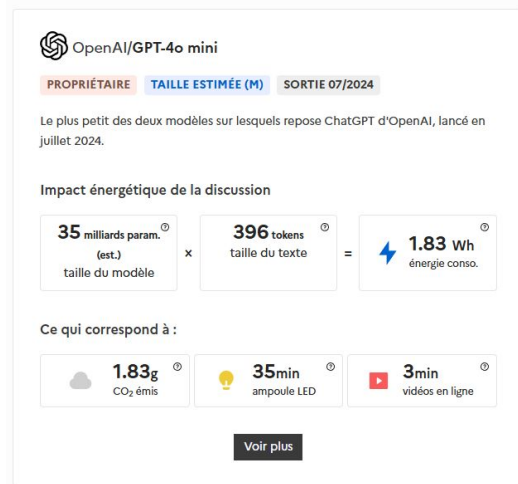 OpenAI/GPT-4o mini
PROPRIÉTAIRE TAILLE ESTIMÉE (M) SORTIE 07/2024
Le plus petit des deux modèles sur lesquels repose ChatGPT d'OpenAI, lancé en
juillet 2024.
Impact énergétique de la discussion
35 milliards param. ?
(est.)
taille du modèle
×
396 tokens ?
taille du texte
=
1.83 Wh ?
énergie conso.
Ce qui correspond à :
1.83g ?
CO₂ émis
35min ?
ampoule LED
3min ?
vidéos en ligne
Voir plus